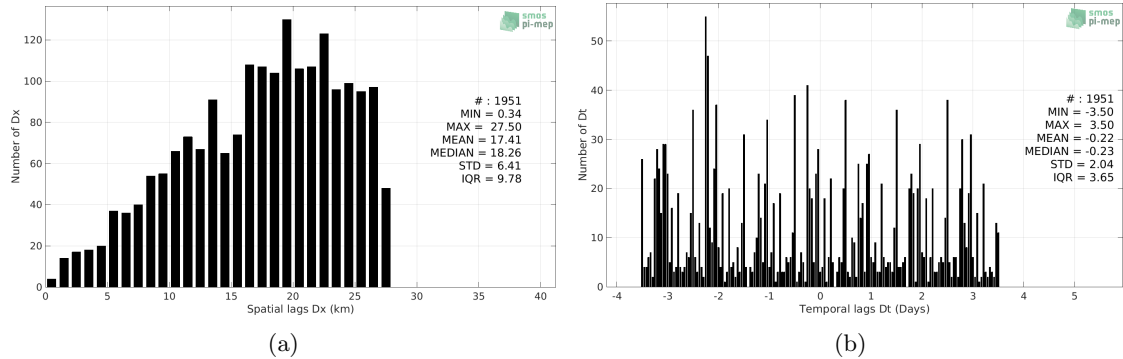 smos
pi-mep
120
100
80
60
40
20
0
Number of Dx
# : 1951
MIN = 0.34
MAX = 27.50
MEAN = 17.41
MEDIAN = 18.26
STD = 6.41
IQR = 9.78
0 5 10 15 20 25 30 35 40
Spatial lags Dx (km)
(a)
smos
pi-mep
50
40
30
20
10
0
Number of Dt
# : 1951
MIN = -3.50
MAX = 3.50
MEAN = -0.22
MEDIAN = -0.23
STD = 2.04
IQR = 3.65
-4 -3 -2 -1 0 1 2 3 4 5
Temporal lags Dt (Days)
(b)